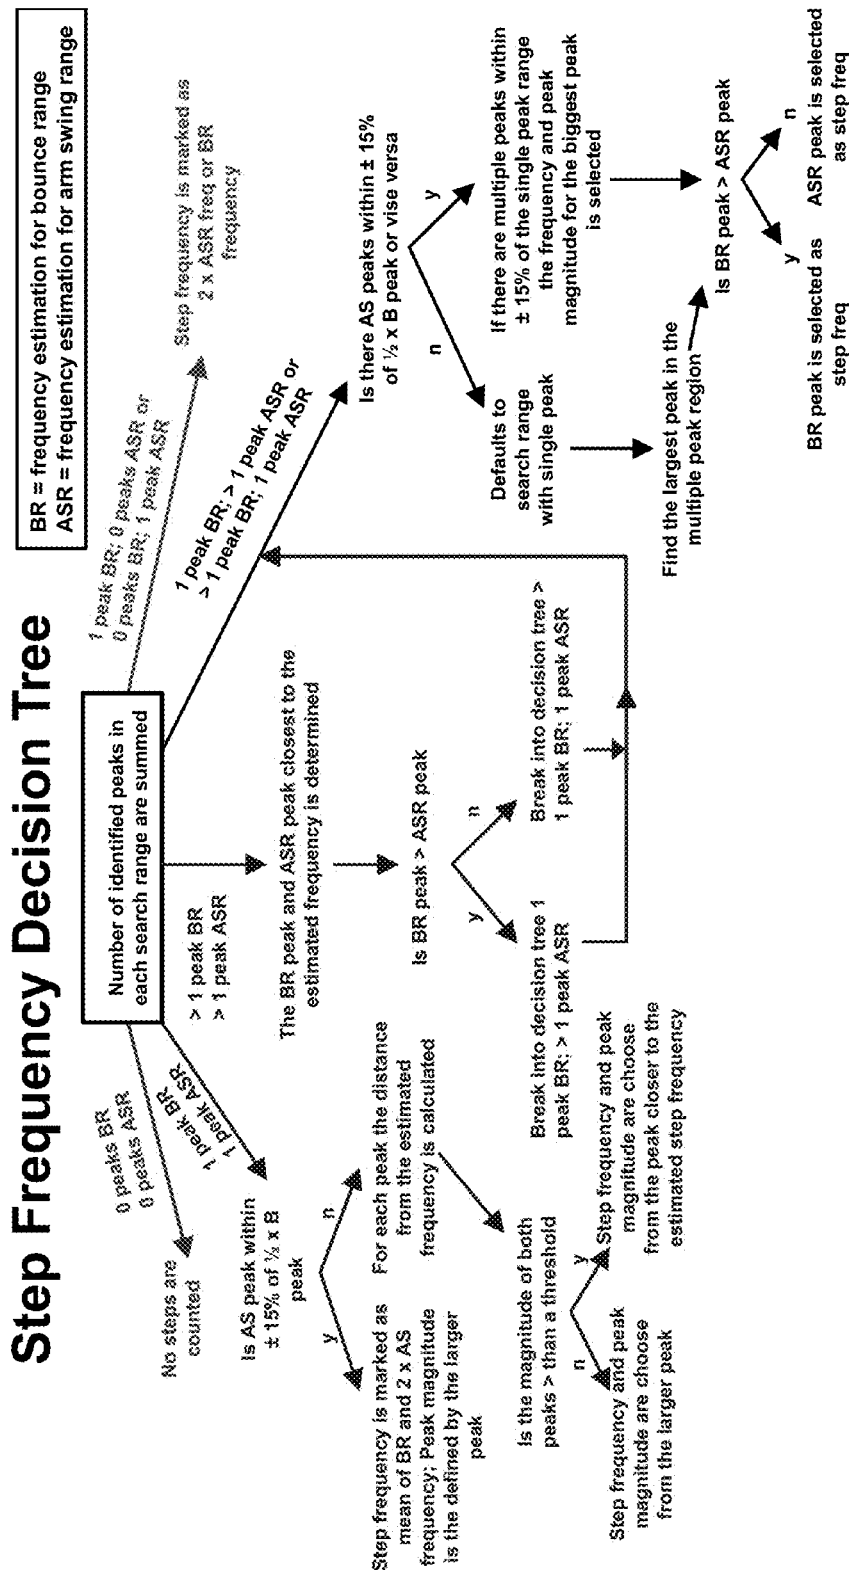 Step Frequency Decision Tree
BR = frequency estimation for bounce range
ASR = frequency estimation for arm swing range
Number of identified peaks in
each search range are summed
0 peaks BR
0 peaks ASR
No steps are
counted
1 peak BR
1 peak ASR
Is AS peak within
± 15% of ½ x B
peak
y
n
Step frequency is marked as
mean of BR and 2 x AS
frequency; Peak magnitude
is the defined by the larger
peak
For each peak the distance
from the estimated
frequency is calculated
Is the magnitude of both
peaks > than a threshold
n
y
Step frequency and peak
magnitude are choose
from the larger peak
Step frequency and peak
magnitude are choose
from the peak closer to the
estimated step frequency
> 1 peak BR
> 1 peak ASR
The BR peak and ASR peak closest to the
estimated frequency is determined
Is BR peak > ASR peak
y
n
Break into decision tree 1
peak BR; > 1 peak ASR
Break into decision tree >
1 peak BR; 1 peak ASR
1 peak BR; > 1 peak ASR or
> 1 peak BR; 1 peak ASR
Is there AS peaks within ± 15%
of ½ x B peak or vise versa
n
y
Defaults to
search range
with single peak
If there are multiple peaks within
± 15% of the single peak range
the frequency and peak
magnitude for the biggest peak
is selected
Find the largest peak in the
multiple peak region
Is BR peak > ASR peak
y
n
BR peak is selected as
step freq
ASR peak is selected
as step freq
1 peak BR; 0 peaks ASR or
0 peaks BR; 1 peak ASR
Step frequency is marked as
2 x ASR freq or BR
frequency